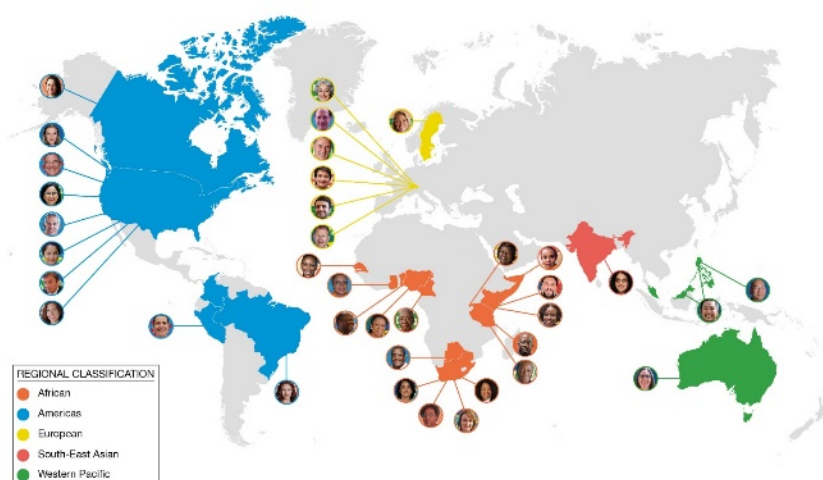 REGIONAL CLASSIFICATION
African
Americas
European
South-East Asian
Western Pacific